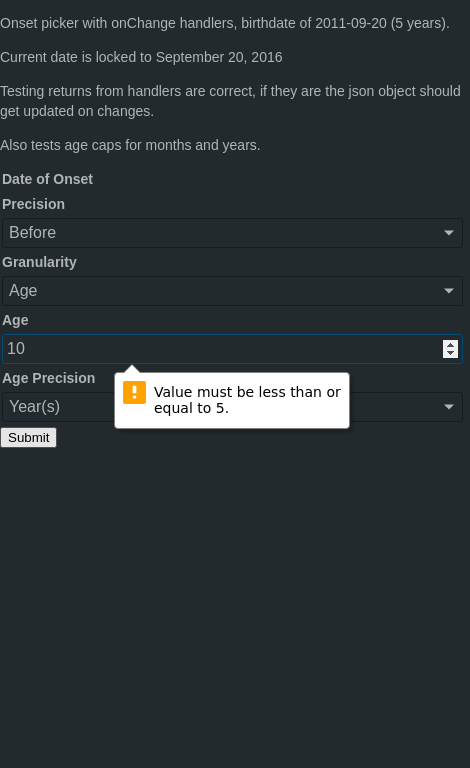 Onset picker with onChange handlers, birthdate of 2011-09-20 (5 years).
Current date is locked to September 20, 2016
Testing returns from handlers are correct, if they are the json object should
get updated on changes.
Also tests age caps for months and years.
Date of Onset
Precision
Before
Granularity
Age
Age
10
Age Precision
Year(s)
Value must be less than or
equal to 5.
Submit